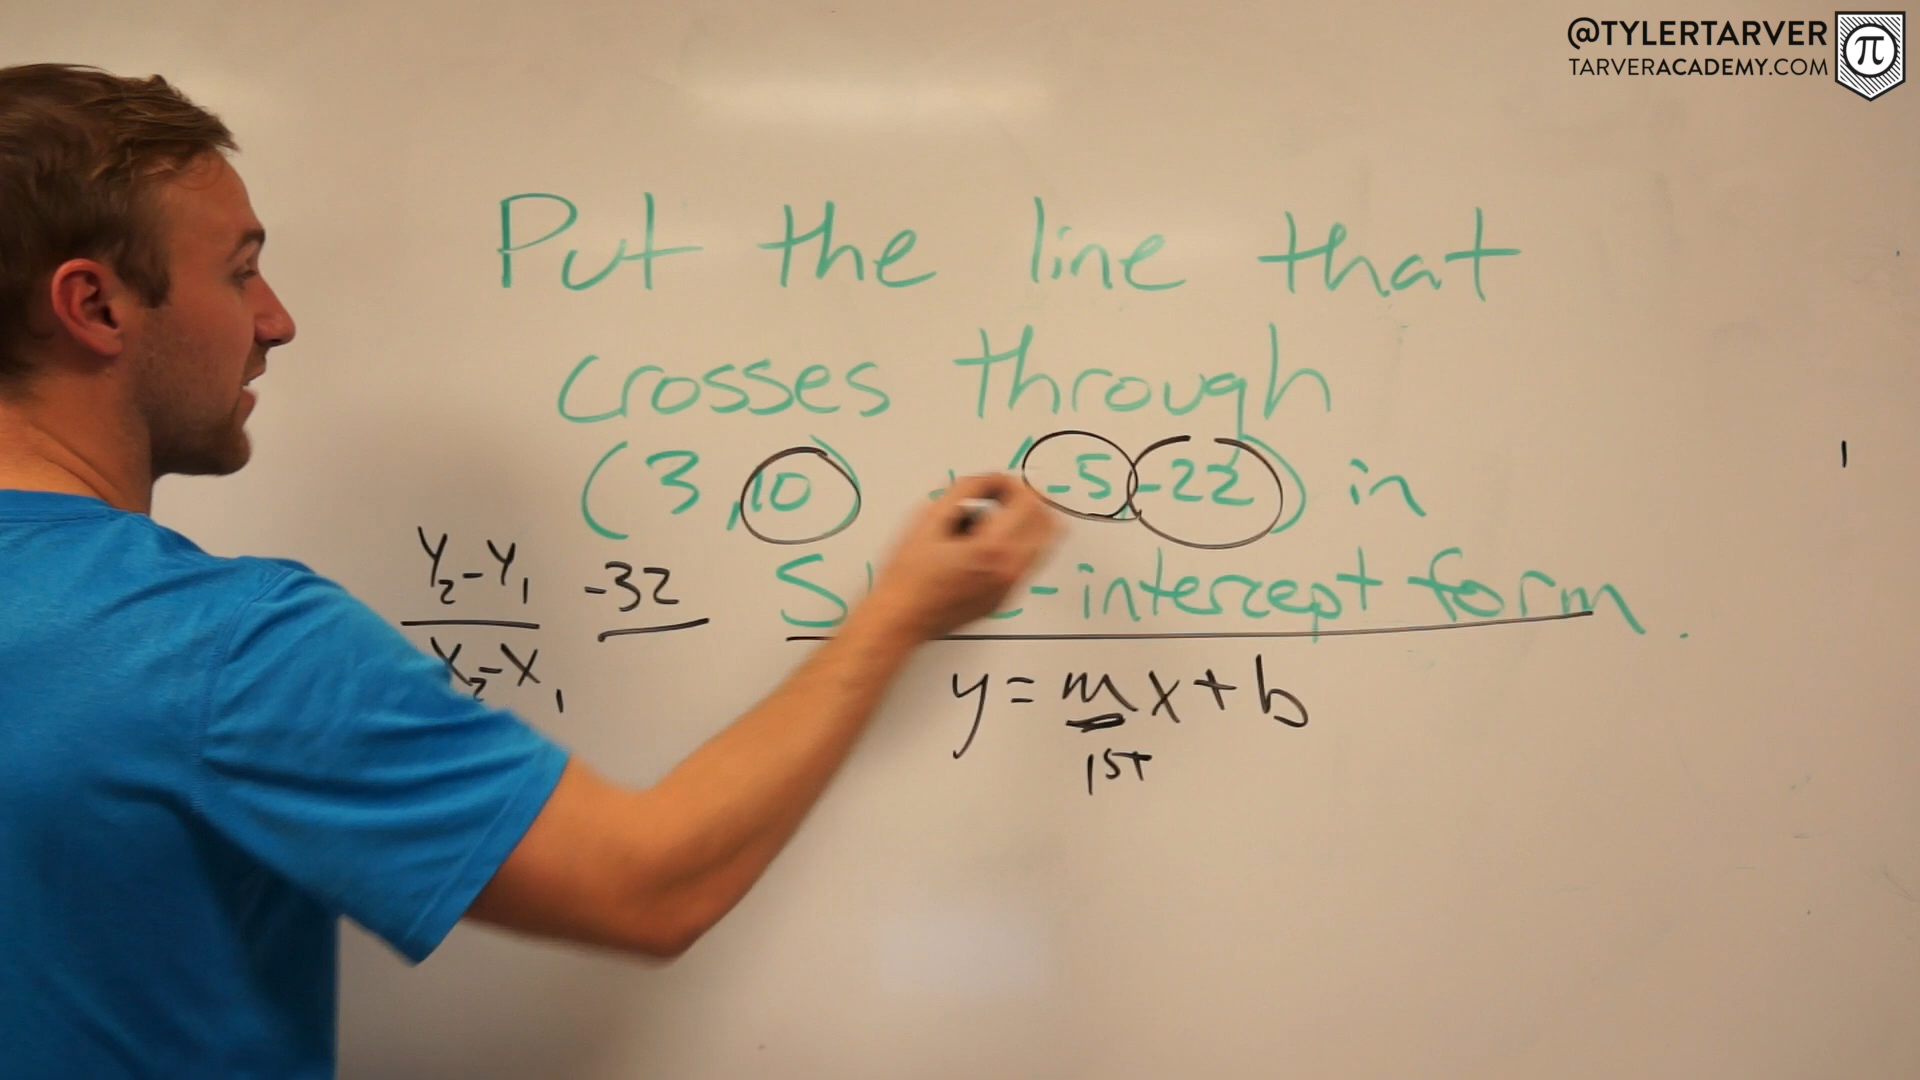 @TYLERTARVER
TARVERACADEMY.COM
π
Put the line that
crosses through
(3,10) (-5,-22) in
-intercept form.
Y₂-Y₁ -32
X₂-X₁
y = mx+b
1ST